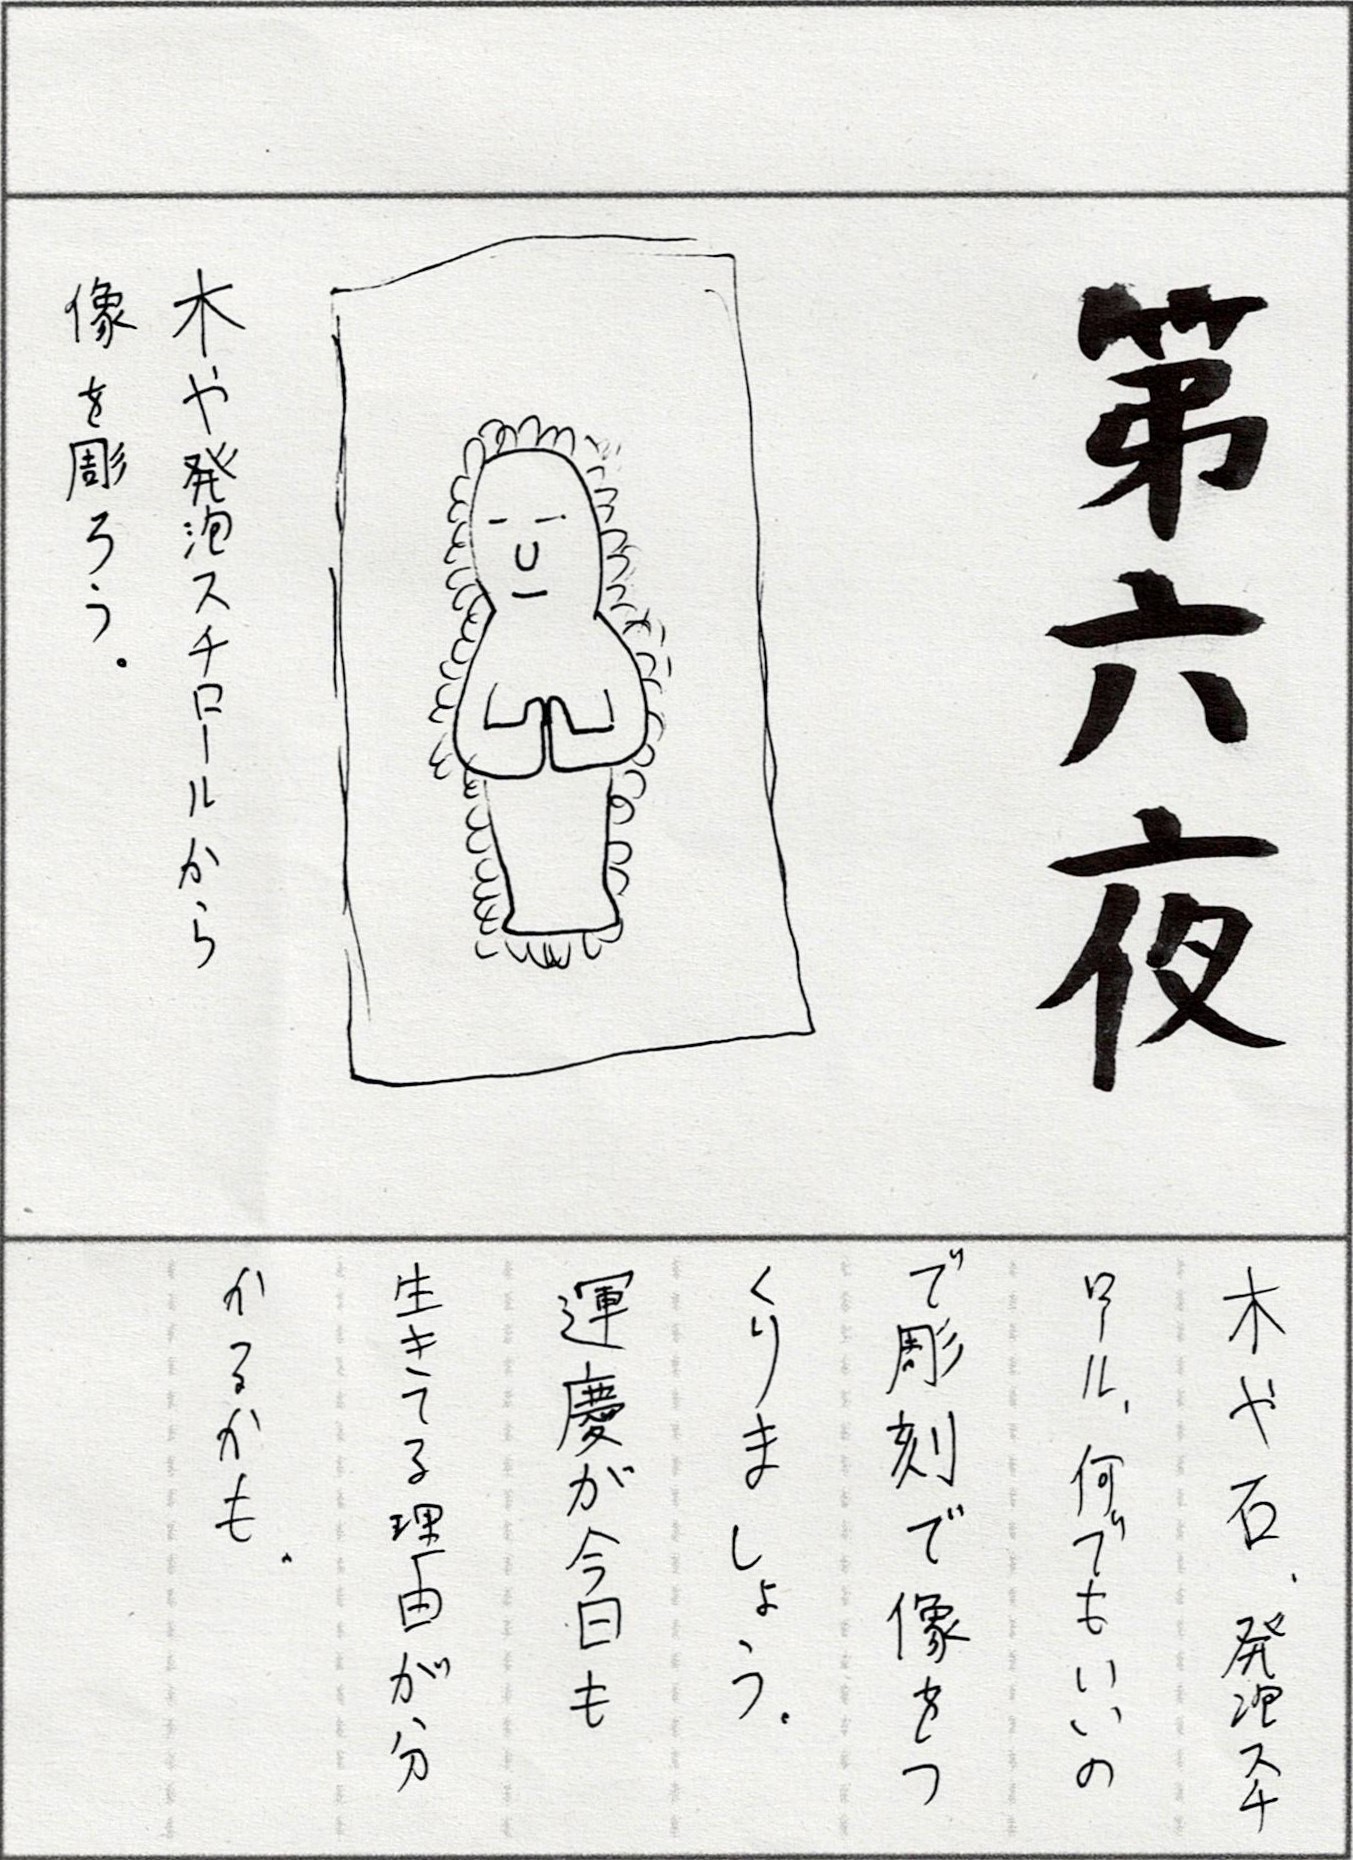 第六夜
木や発泡スチロールから
像を彫ろう。
木や石、発泡スチ
ロール、何でもいいの
で彫刻で像をつ
くりましょう。
運慶が今日も
生きてる理由が分
かるかも。